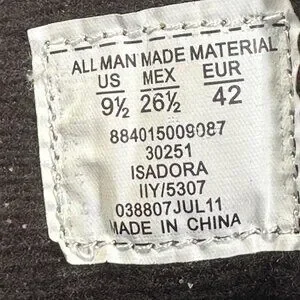 ALL MAN MADE MATERIAL
US MEX EUR
9½ 26½ 42
884015009087
30251
ISADORA
IIY/5307
038807JUL11
MADE IN CHINA